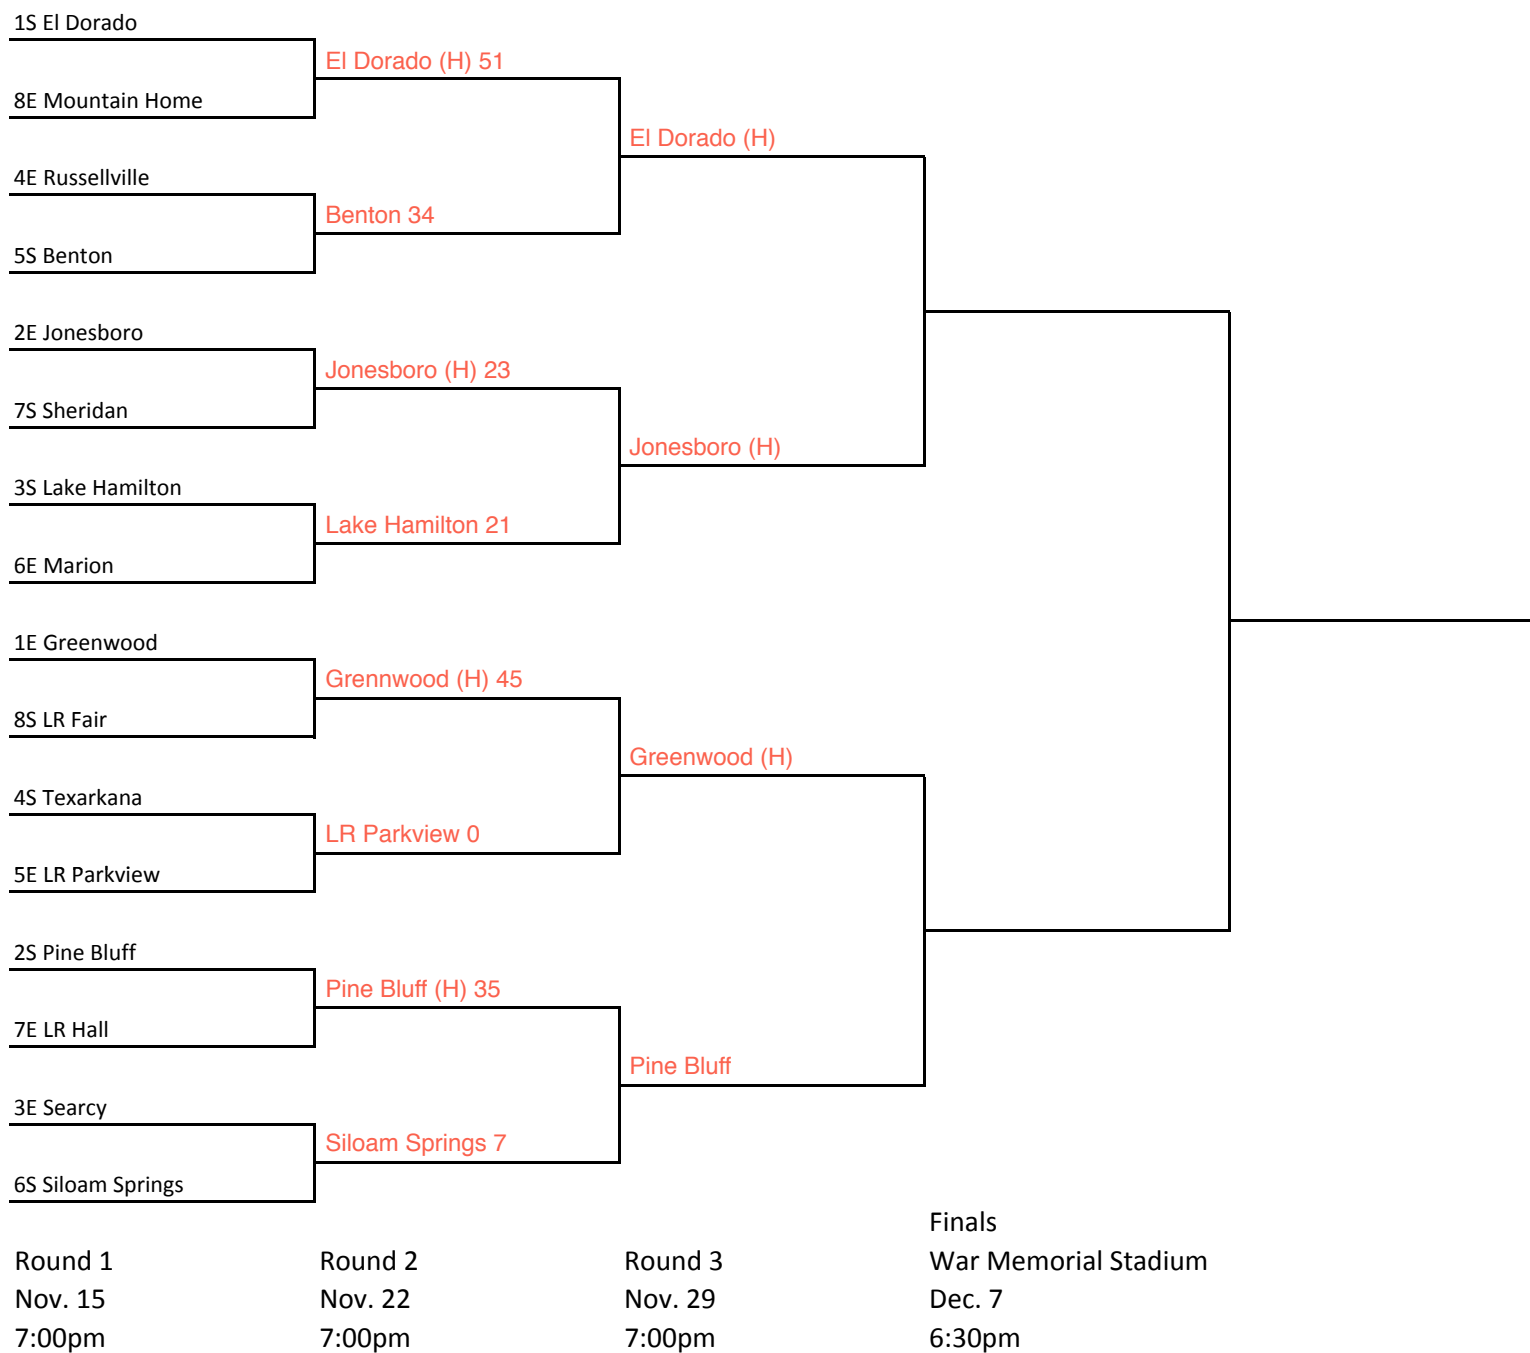 1S El Dorado
8E Mountain Home
4E Russellville
5S Benton
2E Jonesboro
7S Sheridan
3S Lake Hamilton
6E Marion
1E Greenwood
8S LR Fair
4S Texarkana
5E LR Parkview
2S Pine Bluff
7E LR Hall
3E Searcy
6S Siloam Springs
El Dorado (H) 51
Benton 34
Jonesboro (H) 23
Lake Hamilton 21
Grennwood (H) 45
LR Parkview 0
Pine Bluff (H) 35
Siloam Springs 7
El Dorado (H)
Jonesboro (H)
Greenwood (H)
Pine Bluff
Round 1
Nov. 15
7:00pm
Round 2
Nov. 22
7:00pm
Round 3
Nov. 29
7:00pm
Finals
War Memorial Stadium
Dec. 7
6:30pm